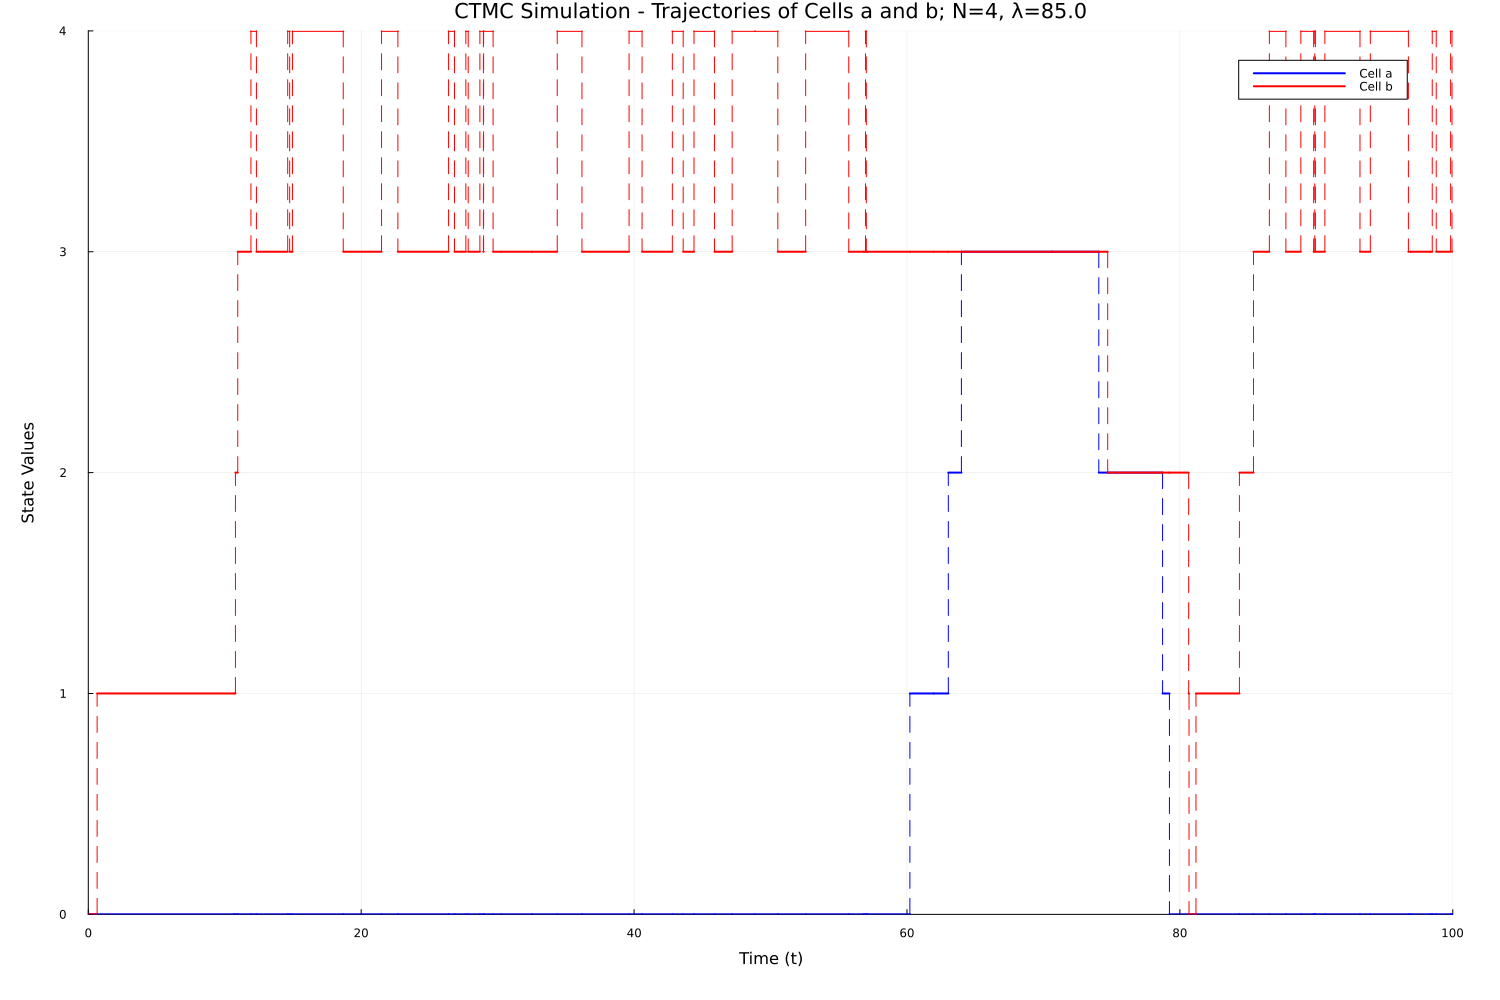 CTMC Simulation - Trajectories of Cells a and b; N=4, λ=85.0
4
Cell a
Cell b
3
State Values
2
1
0
0 20 40 60 80 100
Time (t)